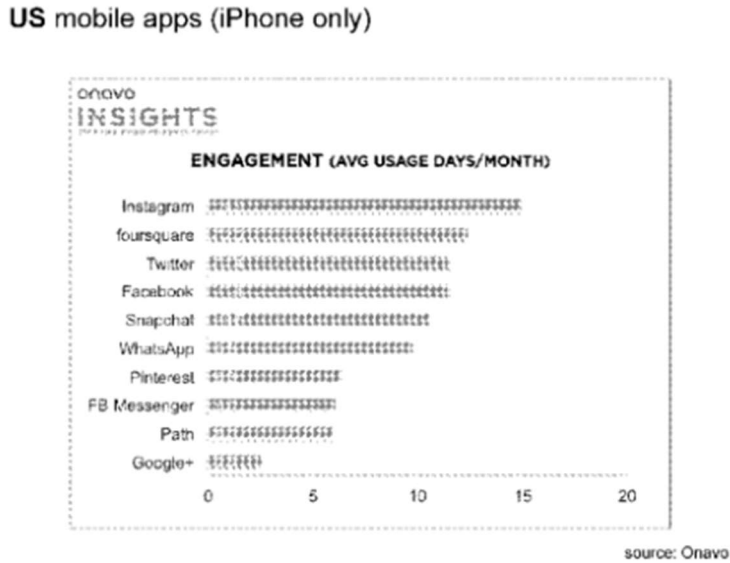 US mobile apps (iPhone only)
onavo
INSIGHTS
ENGAGEMENT (AVG USAGE DAYS/MONTH)
Instagram
foursquare
Twitter
Facebook
Snapchat
WhatsApp
Pinterest
FB Messenger
Path
Google+
0 5 10 15 20
source: Onavo